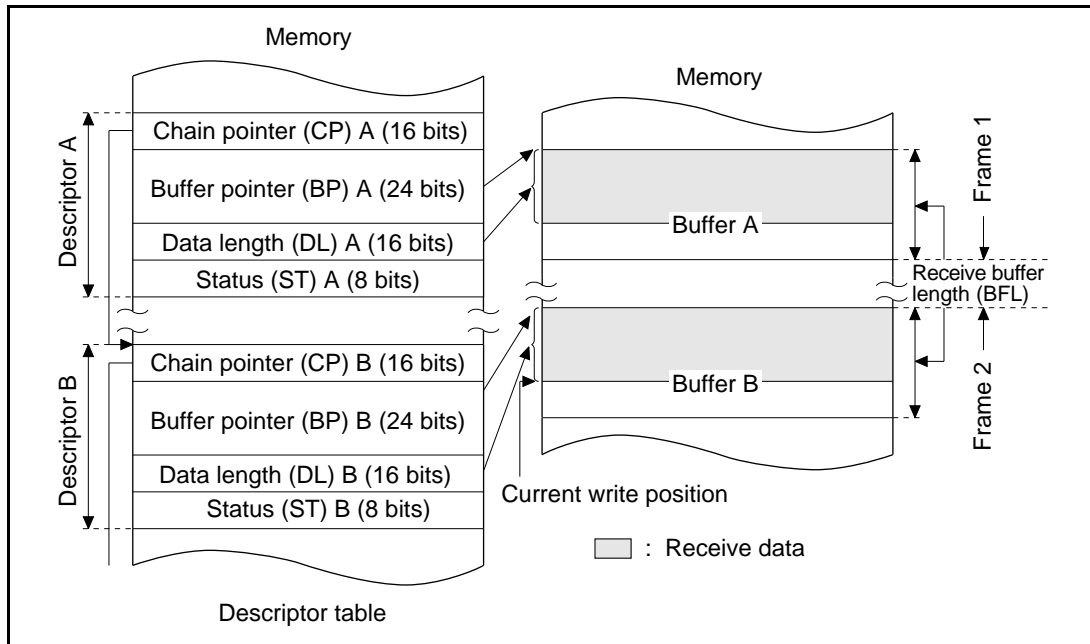 Memory
Descriptor A
Chain pointer (CP) A (16 bits)
Buffer pointer (BP) A (24 bits)
Data length (DL) A (16 bits)
Status (ST) A (8 bits)
Descriptor B
Chain pointer (CP) B (16 bits)
Buffer pointer (BP) B (24 bits)
Data length (DL) B (16 bits)
Status (ST) B (8 bits)
Descriptor table
Memory
Buffer A
Buffer B
Frame 1
Receive buffer
length (BFL)
Frame 2
Current write position
: Receive data